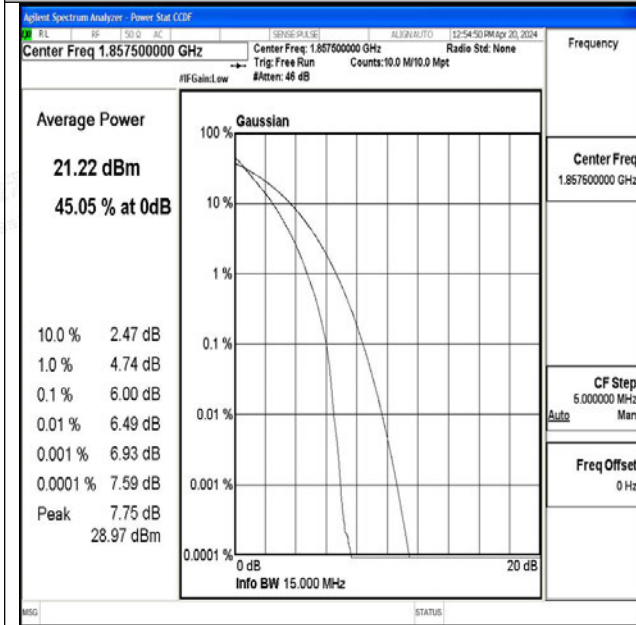 Agilent Spectrum Analyzer - Power Stat CCDF
RL RF 50 Ω AC SENSE:PULSE ALIGNAUTO 12:54:50 PM Apr 20, 2024
Center Freq 1.857500000 GHz
Center Freq: 1.857500000 GHz Radio Std: None
Trig: Free Run Counts:10.0 M/10.0 Mpt
#IFGain:Low #Atten: 46 dB
Frequency
Average Power
21.22 dBm
45.05 % at 0dB
10.0 % 2.47 dB
1.0 % 4.74 dB
0.1 % 6.00 dB
0.01 % 6.49 dB
0.001 % 6.93 dB
0.0001 % 7.59 dB
Peak 7.75 dB
28.97 dBm
Gaussian
100 %
10 %
1 %
0.1 %
0.01 %
0.001 %
0.0001 %
0 dB 20 dB
Info BW 15.000 MHz
Center Freq
1.857500000 GHz
CF Step
5.000000 MHz
Auto Man
Freq Offset
0 Hz
MSG STATUS